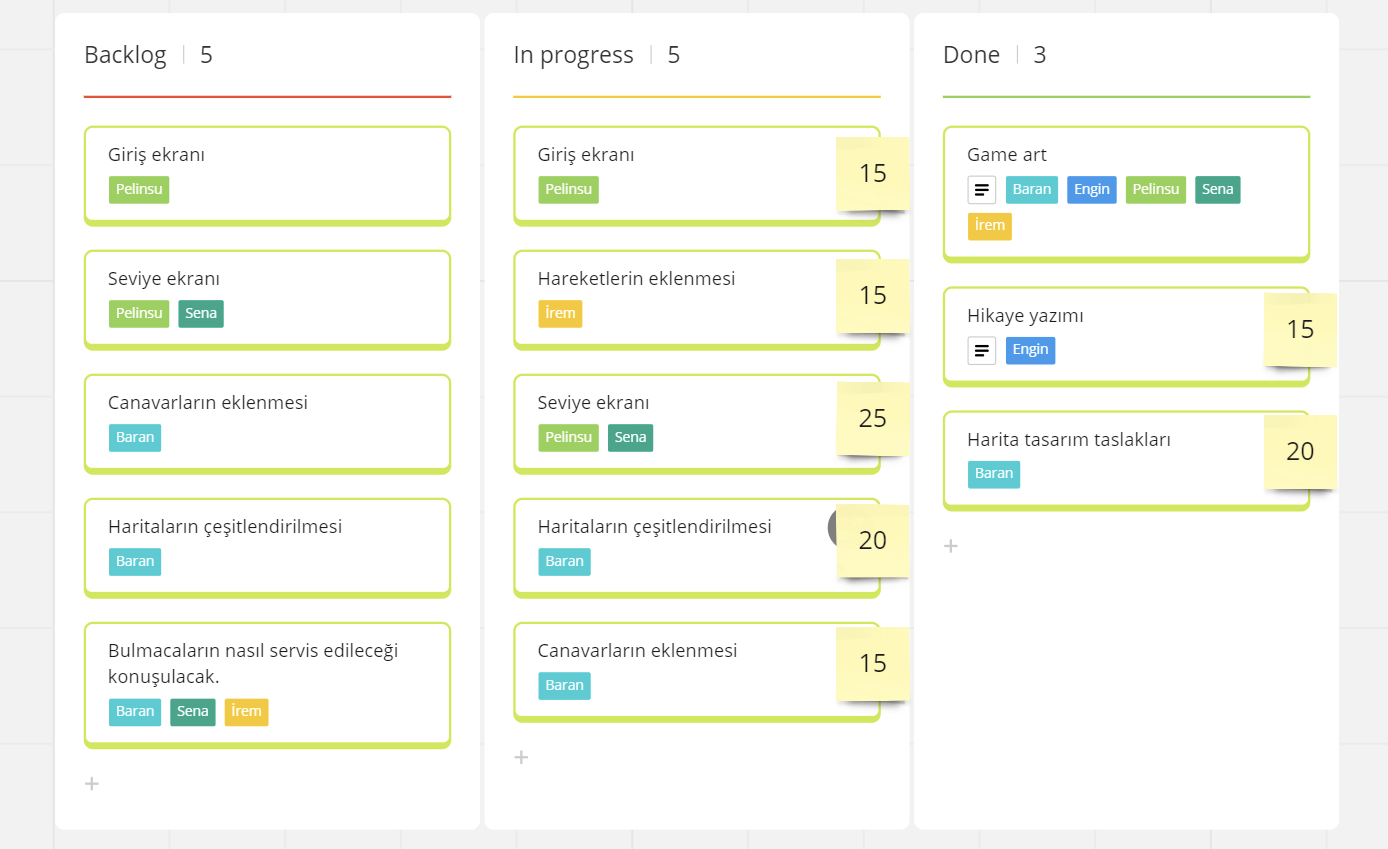 Backlog 5
Giriş ekranı
Pelinsu
Seviye ekranı
Pelinsu Sena
Canavarların eklenmesi
Baran
Haritaların çeşitlendirilmesi
Baran
Bulmacaların nasıl servis edileceği
konuşulacak.
Baran Sena İrem
In progress 5
Giriş ekranı
Pelinsu
15
Hareketlerin eklenmesi
İrem
15
Seviye ekranı
Pelinsu Sena
25
Haritaların çeşitlendirilmesi
Baran
20
Canavarların eklenmesi
Baran
15
Done 3
Game art
Baran Engin Pelinsu Sena
İrem
Hikaye yazımı
Engin
15
Harita tasarım taslakları
Baran
20